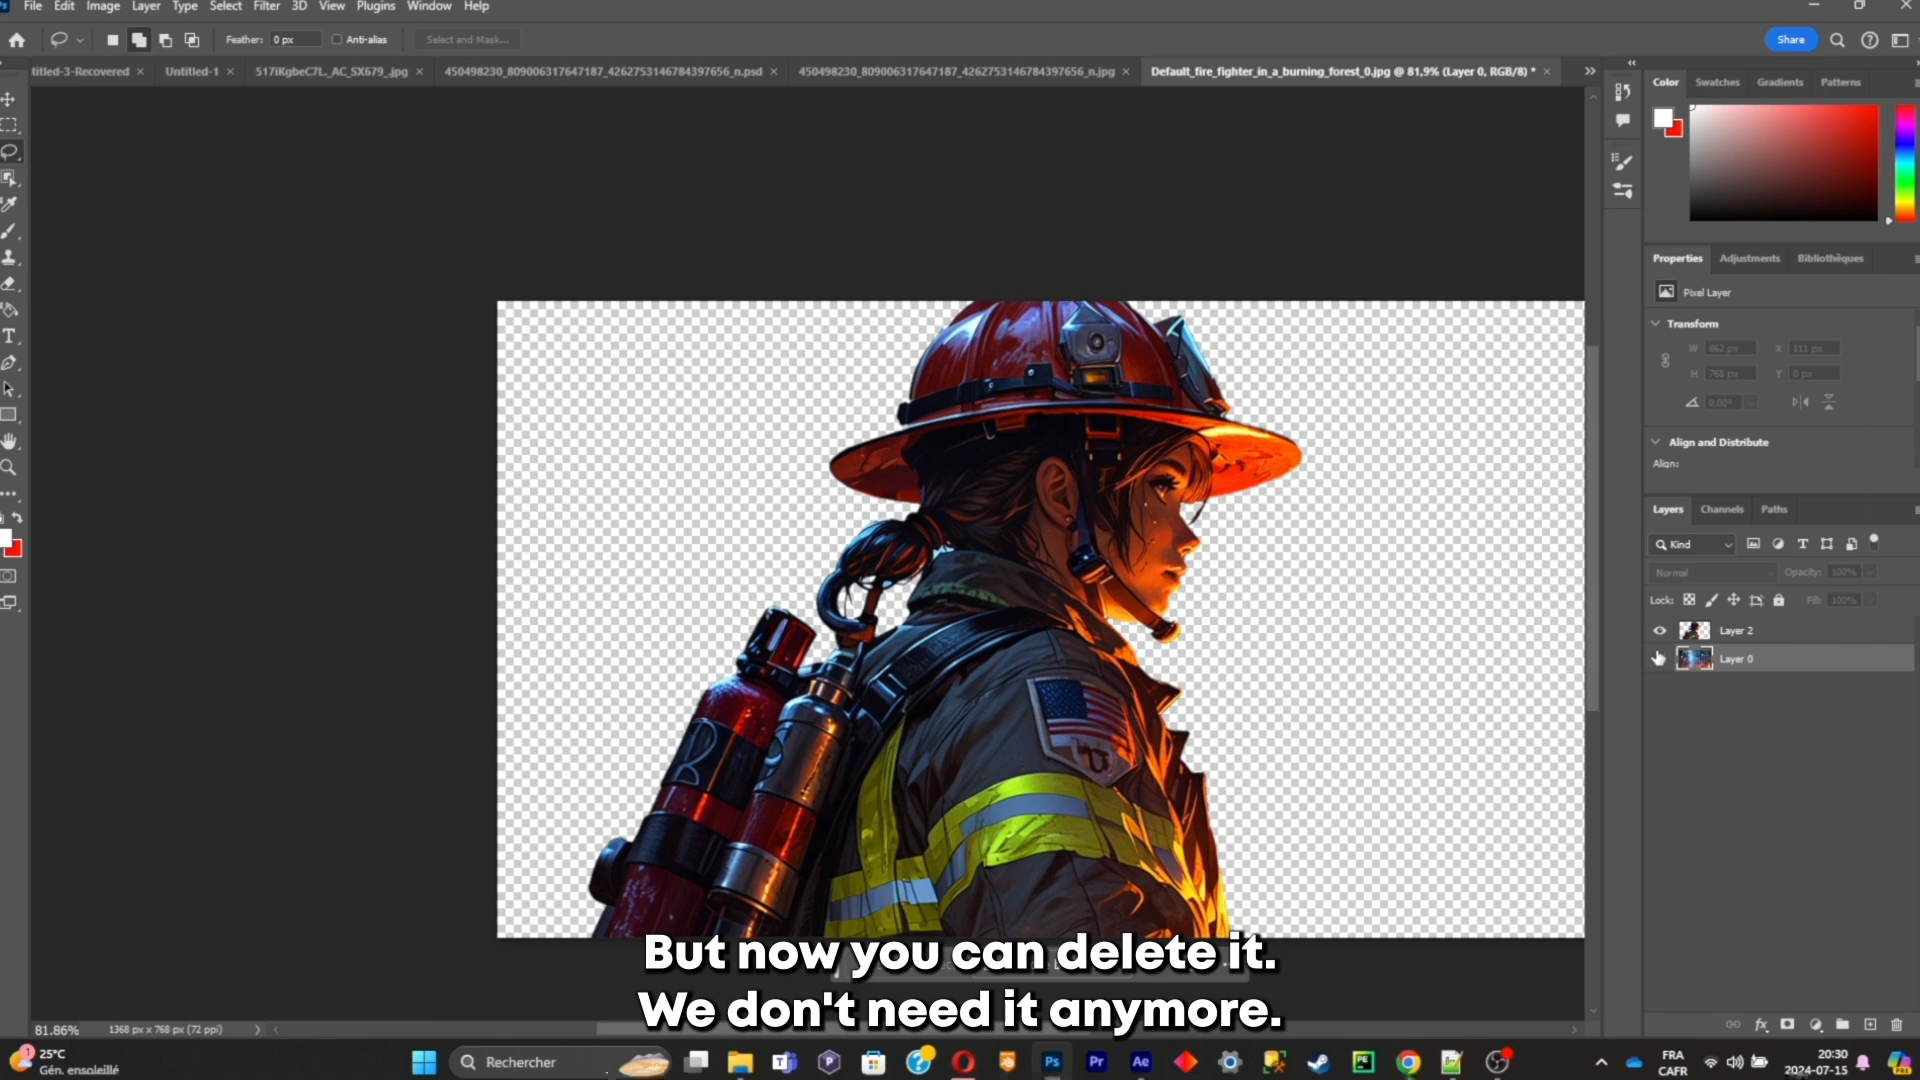 File Edit Image Layer Type Select Filter 3D View Plugins Window Help
Feather: 0 px Anti-alias Select and Mask... Share
titled-3-Recovered × Untitled-1 × 517iKgbeC7L._AC_SX679_.jpg × 450498230_809006317647187_4262753146784397656_n.psd × 450498230_809006317647187_4262753146784397656_n.jpg × Default_fire_fighter_in_a_burning_forest_0.jpg @ 81,9% (Layer 0, RGB/8) * ×
Color Swatches Gradients Patterns
Properties Adjustments Bibliothèques
Pixel Layer
Transform
W 862 px X 111 px
H 768 px Y 0 px
0,00°
Align and Distribute
Align:
Layers Channels Paths
Kind
Normal Opacity: 100%
Lock: Fill: 100%
Layer 2
Layer 0
But now you can delete it.
We don't need it anymore.
81.86% 1368 px x 768 px (72 ppi)
1 25°C
Gén. ensoleillé
Rechercher
FRA
CAFR
20:30
2024-07-15